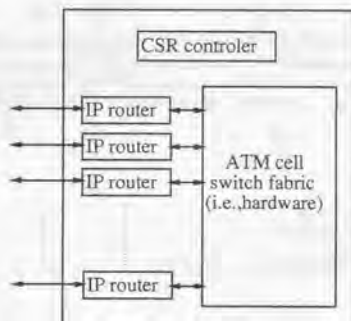 CSR controler
IP router
IP router
IP router
ATM cell
switch fabric
(i.e.,hardware)
IP router